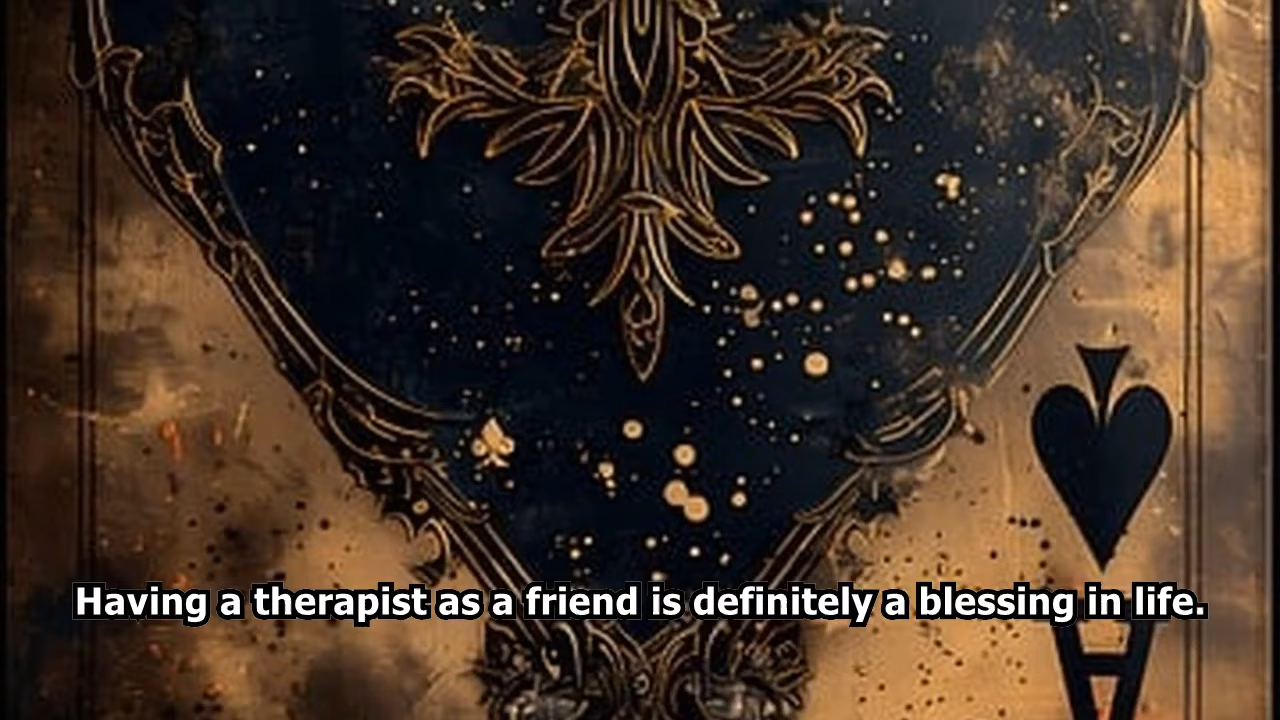 Having a therapist as a friend is definitely a blessing in life.
A